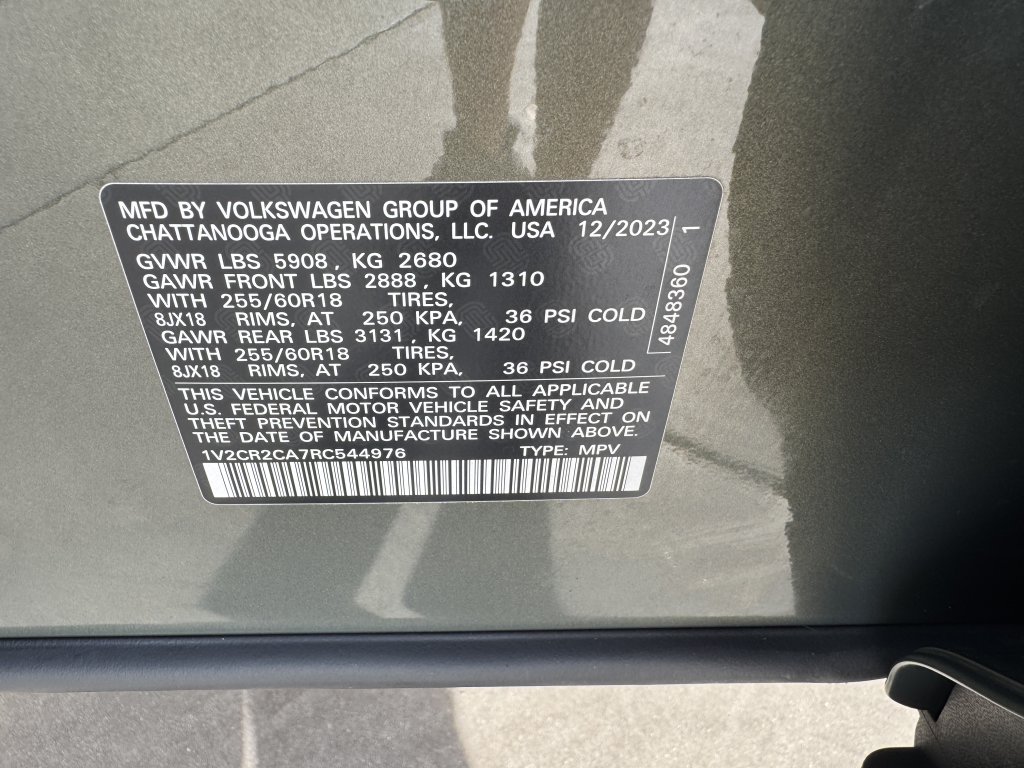 MFD BY VOLKSWAGEN GROUP OF AMERICA
CHATTANOOGA OPERATIONS, LLC. USA 12/2023
GVWR LBS 5908, KG 2680
GAWR FRONT LBS 2888, KG 1310
WITH 255/60R18 TIRES,
8JX18 RIMS, AT 250 KPA, 36 PSI COLD
GAWR REAR LBS 3131, KG 1420
WITH 255/60R18 TIRES,
8JX18 RIMS, AT 250 KPA, 36 PSI COLD
4848360 1
THIS VEHICLE CONFORMS TO ALL APPLICABLE
U.S. FEDERAL MOTOR VEHICLE SAFETY AND
THEFT PREVENTION STANDARDS IN EFFECT ON
THE DATE OF MANUFACTURE SHOWN ABOVE.
1V2CR2CA7RC544976 TYPE: MPV